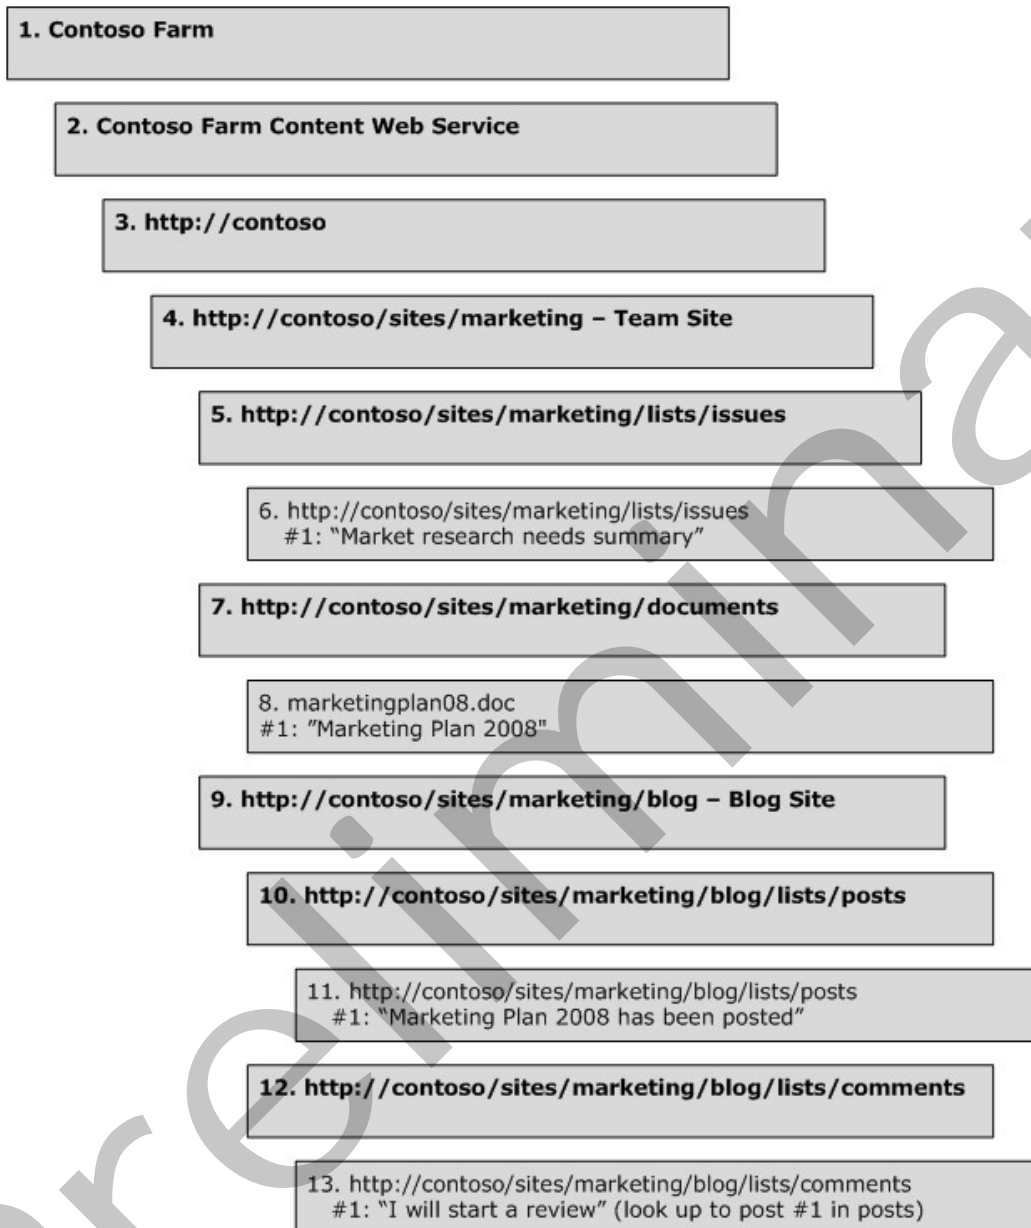 1. Contoso Farm
2. Contoso Farm Content Web Service
3. http://contoso
4. http://contoso/sites/marketing – Team Site
5. http://contoso/sites/marketing/lists/issues
6. http://contoso/sites/marketing/lists/issues
#1: “Market research needs summary”
7. http://contoso/sites/marketing/documents
8. marketingplan08.doc
#1: ”Marketing Plan 2008"
9. http://contoso/sites/marketing/blog – Blog Site
10. http://contoso/sites/marketing/blog/lists/posts
11. http://contoso/sites/marketing/blog/lists/posts
#1: “Marketing Plan 2008 has been posted”
12. http://contoso/sites/marketing/blog/lists/comments
13. http://contoso/sites/marketing/blog/lists/comments
#1: “I will start a review” (look up to post #1 in posts)